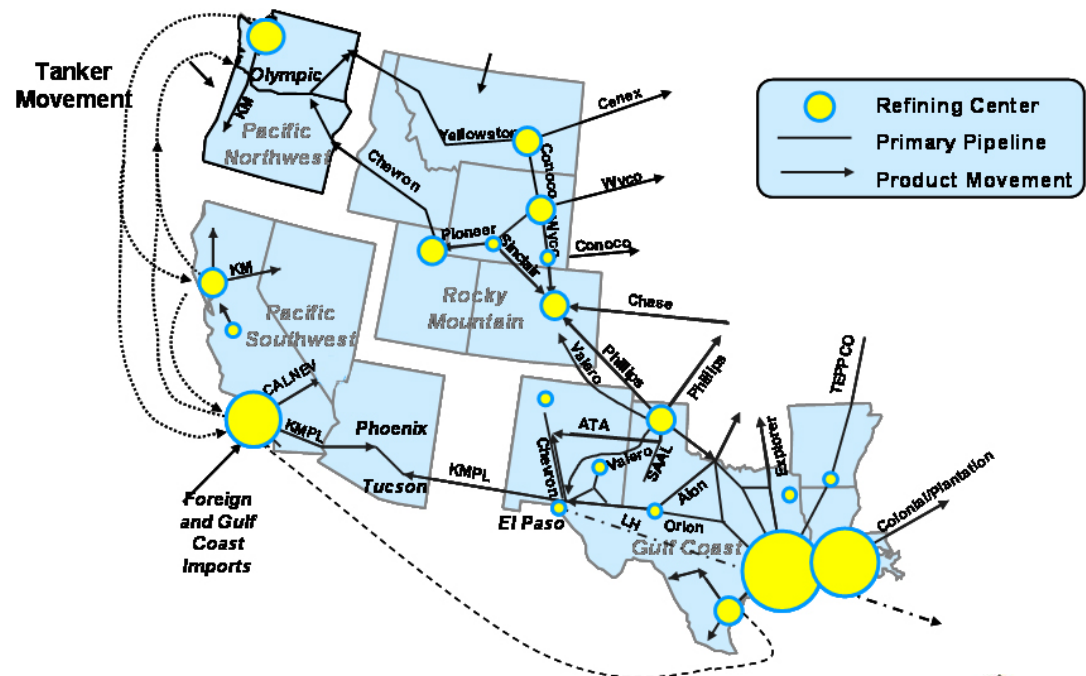 Tanker
Movement
Olympic
KM
Pacific
Northwest
Chevron
Yellowston
Cenex
Conoco
Wyco
Wyco
Conoco
Pioneer
Sinclair
Rocky
Mountain
Chase
Refining Center
Primary Pipeline
Product Movement
KM
Pacific
Southwest
CALNEV
KMPL
Phoenix
Tucson
KMPL
Foreign
and Gulf
Coast
Imports
Valero
Phillips
Phillips
TEPPCO
ATA
SAAL
Chevron
Valero
Alon
Explorer
El Paso
LH
Orion
Gulf Coast
Colonial/plantation